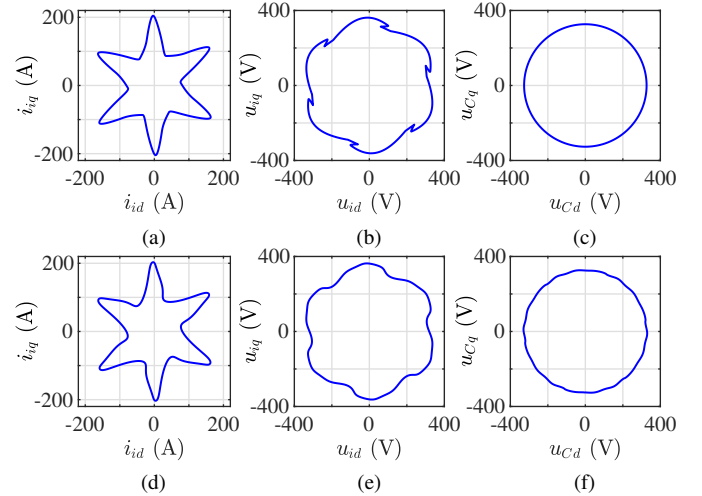 200
0
-200
i_{iq} (A)
-200 0 200
i_{id} (A)
(a)
400
0
-400
u_{iq} (V)
-400 0 400
u_{id} (V)
(b)
400
0
-400
u_{Cq} (V)
-400 0 400
u_{Cd} (V)
(c)
200
0
-200
i_{iq} (A)
-200 0 200
i_{id} (A)
(d)
400
0
-400
u_{iq} (V)
-400 0 400
u_{id} (V)
(e)
400
0
-400
u_{Cq} (V)
-400 0 400
u_{Cd} (V)
(f)